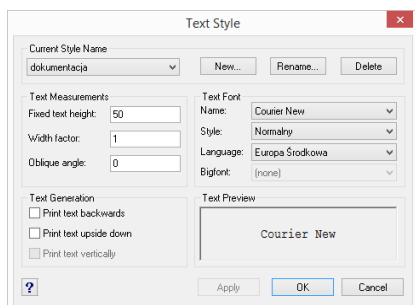 Text Style
Current Style Name
dokumentacja
New...
Rename...
Delete
Text Measurements
Fixed text height: 50
Width factor: 1
Oblique angle: 0
Text Font
Name: Courier New
Style: Normalny
Language: Europa Środkowa
Bigfont: (none)
Text Generation
Print text backwards
Print text upside down
Print text vertically
Text Preview
Courier New
?
Apply
OK
Cancel